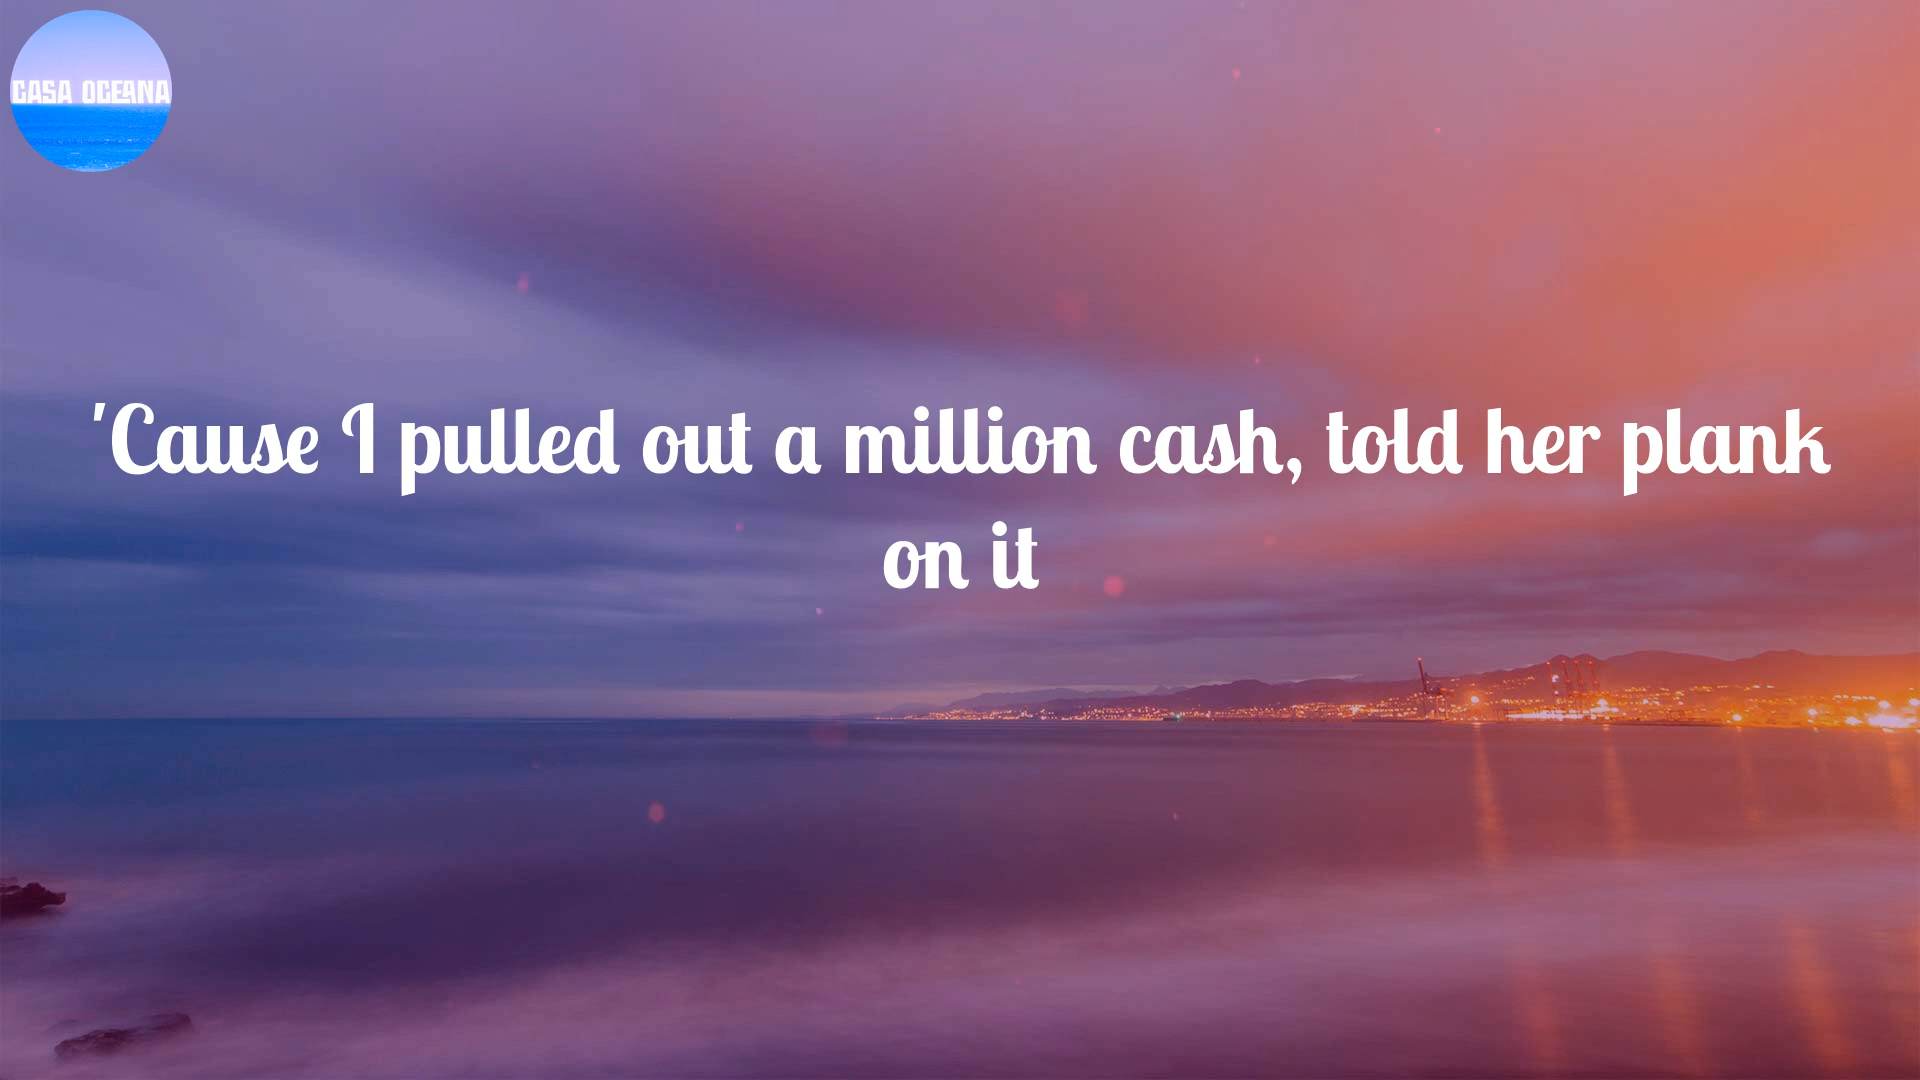 CASA OCEANA
'Cause I pulled out a million cash, told her plank
on it